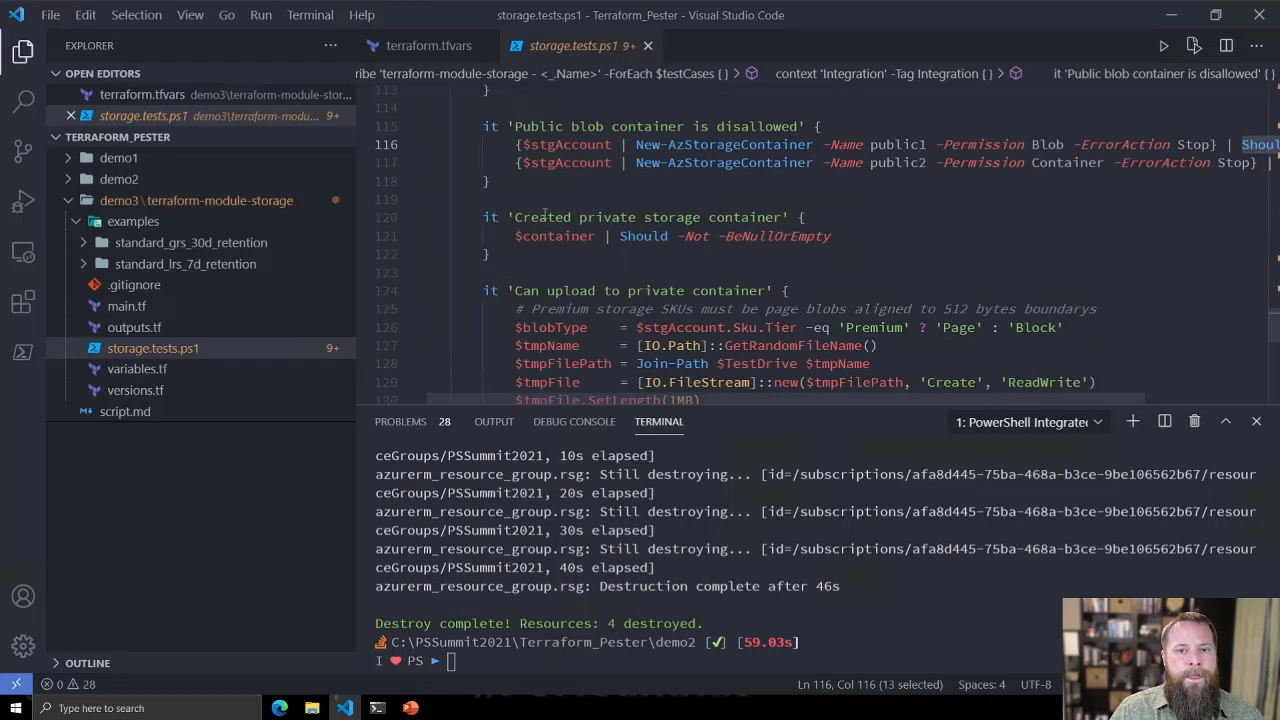 File Edit Selection View Go Run Terminal Help
storage.tests.ps1 - Terraform_Pester - Visual Studio Code
EXPLORER
OPEN EDITORS
terraform.tfvars demo3\terraform-module-stor...
storage.tests.ps1 demo3\terraform-modu... 9+
TERRAFORM_PESTER
demo1
demo2
demo3 \ terraform-module-storage
examples
standard_grs_30d_retention
standard_lrs_7d_retention
.gitignore
main.tf
outputs.tf
storage.tests.ps1 9+
variables.tf
versions.tf
script.md
OUTLINE
terraform.tfvars
storage.tests.ps1 9+
ribe 'terraform-module-storage - <_.Name>' -ForEach $testCases { } > context 'Integration' -Tag Integration { } > it 'Public blob container is disallowed' { }
113 }
114
115 it 'Public blob container is disallowed' {
116 {$stgAccount | New-AzStorageContainer -Name public1 -Permission Blob -ErrorAction Stop} | Shoul
117 {$stgAccount | New-AzStorageContainer -Name public2 -Permission Container -ErrorAction Stop} |
118 }
119
120 it 'Created private storage container' {
121 $container | Should -Not -BeNullOrEmpty
122 }
123
124 it 'Can upload to private container' {
125 # Premium storage SKUs must be page blobs aligned to 512 bytes boundarys
126 $blobType = $stgAccount.Sku.Tier -eq 'Premium' ? 'Page' : 'Block'
127 $tmpName = [IO.Path]::GetRandomFileName()
128 $tmpFilePath = Join-Path $TestDrive $tmpName
129 $tmpFile = [IO.FileStream]::new($tmpFilePath, 'Create', 'ReadWrite')
130 $tmpFile.SetLength(1MB)
PROBLEMS 28 OUTPUT DEBUG CONSOLE TERMINAL
1: PowerShell Integrated
ceGroups/PSSummit2021, 10s elapsed]
azurerm_resource_group.rsg: Still destroying... [id=/subscriptions/afa8d445-75ba-468a-b3ce-9be106562b67/resour
ceGroups/PSSummit2021, 20s elapsed]
azurerm_resource_group.rsg: Still destroying... [id=/subscriptions/afa8d445-75ba-468a-b3ce-9be106562b67/resour
ceGroups/PSSummit2021, 30s elapsed]
azurerm_resource_group.rsg: Still destroying... [id=/subscriptions/afa8d445-75ba-468a-b3ce-9be106562b67/resour
ceGroups/PSSummit2021, 40s elapsed]
azurerm_resource_group.rsg: Destruction complete after 46s
Destroy complete! Resources: 4 destroyed.
C:\PSSummit2021\Terraform_Pester\demo2 [✔] [59.03s]
I ❤ PS ►
0 28
Ln 116, Col 116 (13 selected) Spaces: 4 UTF-8
Type here to search